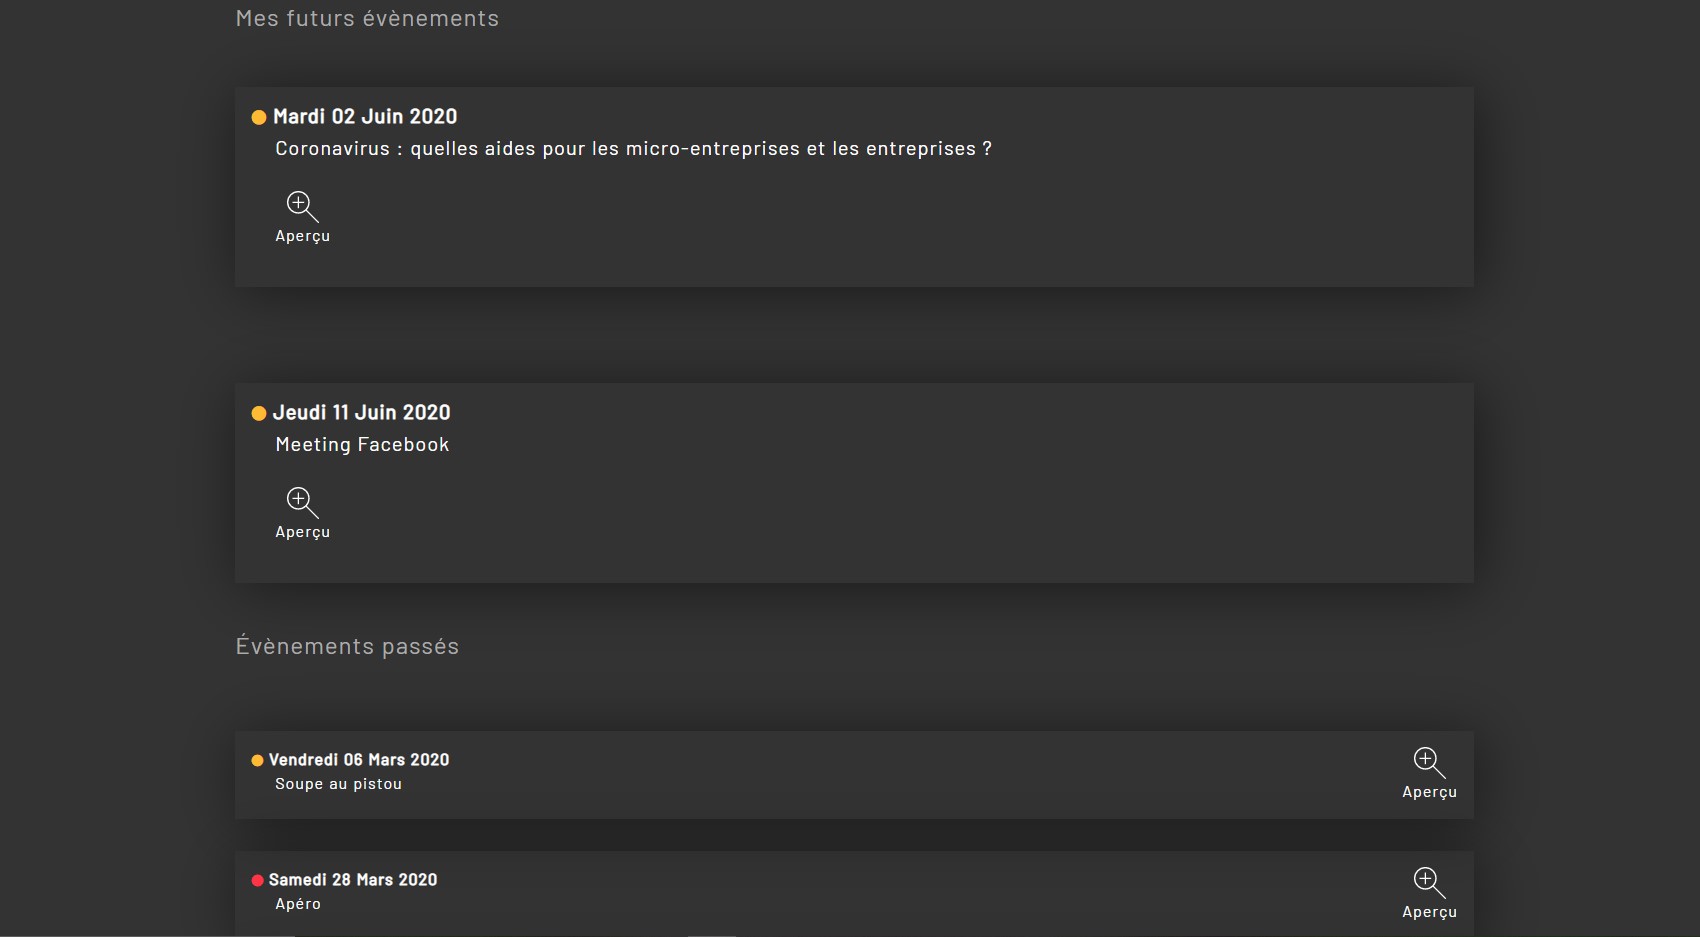 Mes futurs évènements
Mardi 02 Juin 2020
Coronavirus : quelles aides pour les micro-entreprises et les entreprises ?
Aperçu
Jeudi 11 Juin 2020
Meeting Facebook
Aperçu
Évènements passés
Vendredi 06 Mars 2020
Soupe au pistou
Aperçu
Samedi 28 Mars 2020
Apéro
Aperçu